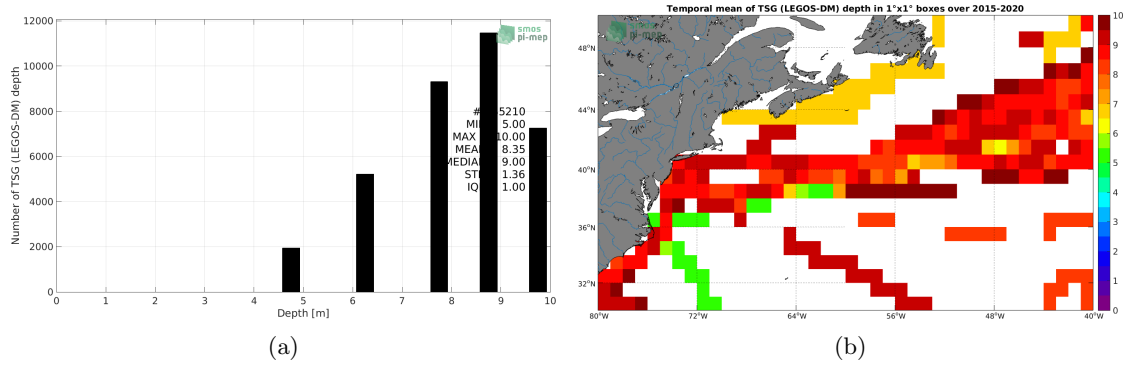 12000
10000
8000
6000
4000
2000
0
Number of TSG (LEGOS-DM) depth
smos
pi-mep
5210
5.00
MAX 10.00
MEA 8.35
MEDIAN 9.00
ST 1.36
IQ 1.00
0 1 2 3 4 5 6 7 8 9 10
Depth [m]
(a)
Temporal mean of TSG (LEGOS-DM) depth in 1°x1° boxes over 2015-2020
smos
pi-mep
48°N
44°N
40°N
36°N
32°N
80°W 72°W 64°W 56°W 48°W 40°W
10
9
8
7
6
5
4
3
2
1
0
(b)